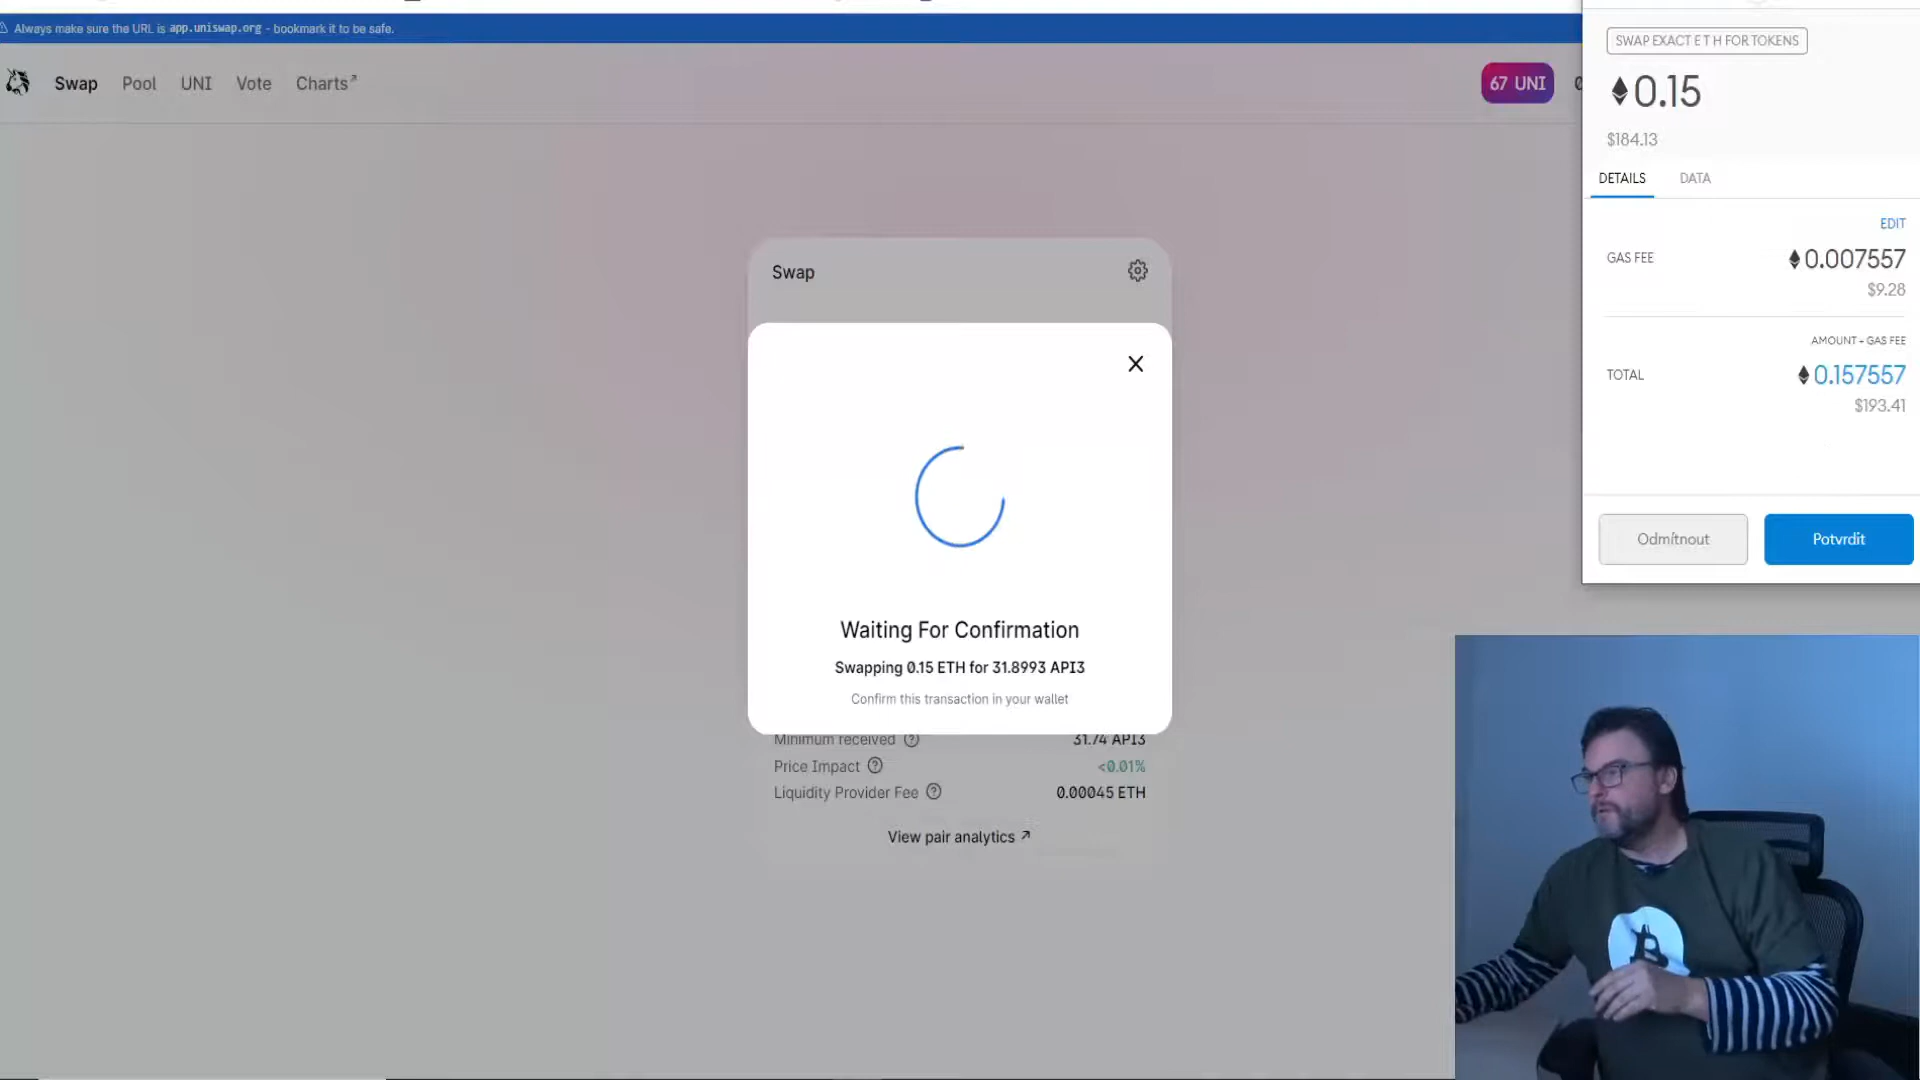 Always make sure the URL is app.uniswap.org - bookmark it to be safe.
Swap Pool UNI Vote Charts↗
67 UNI
Swap
Waiting For Confirmation
Swapping 0.15 ETH for 31.8993 API3
Confirm this transaction in your wallet
Minimum received ? 31.74 API3
Price Impact ? <0.01%
Liquidity Provider Fee ? 0.00045 ETH
View pair analytics ↗
SWAP EXACT E T H FOR TOKENS
0.15
$184.13
DETAILS DATA
EDIT
GAS FEE 0.007557
$9.28
AMOUNT + GAS FEE
TOTAL 0.157557
$193.41
Odmítnout Potvrdit